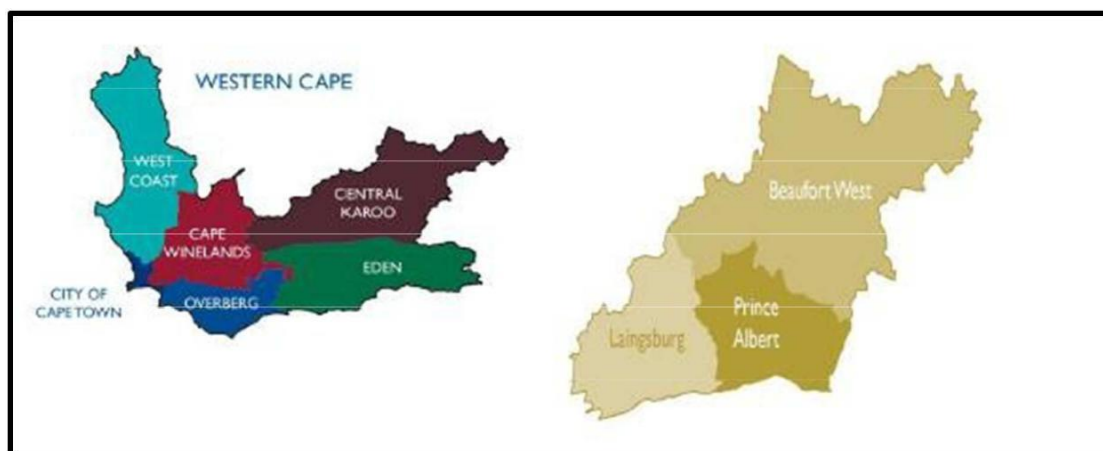 WESTERN CAPE
WEST
COAST
CENTRAL
KAROO
CAPE
WINELANDS
EDEN
CITY OF
CAPE TOWN
OVERBERG
Beaufort West
Prince
Albert
Laingsburg